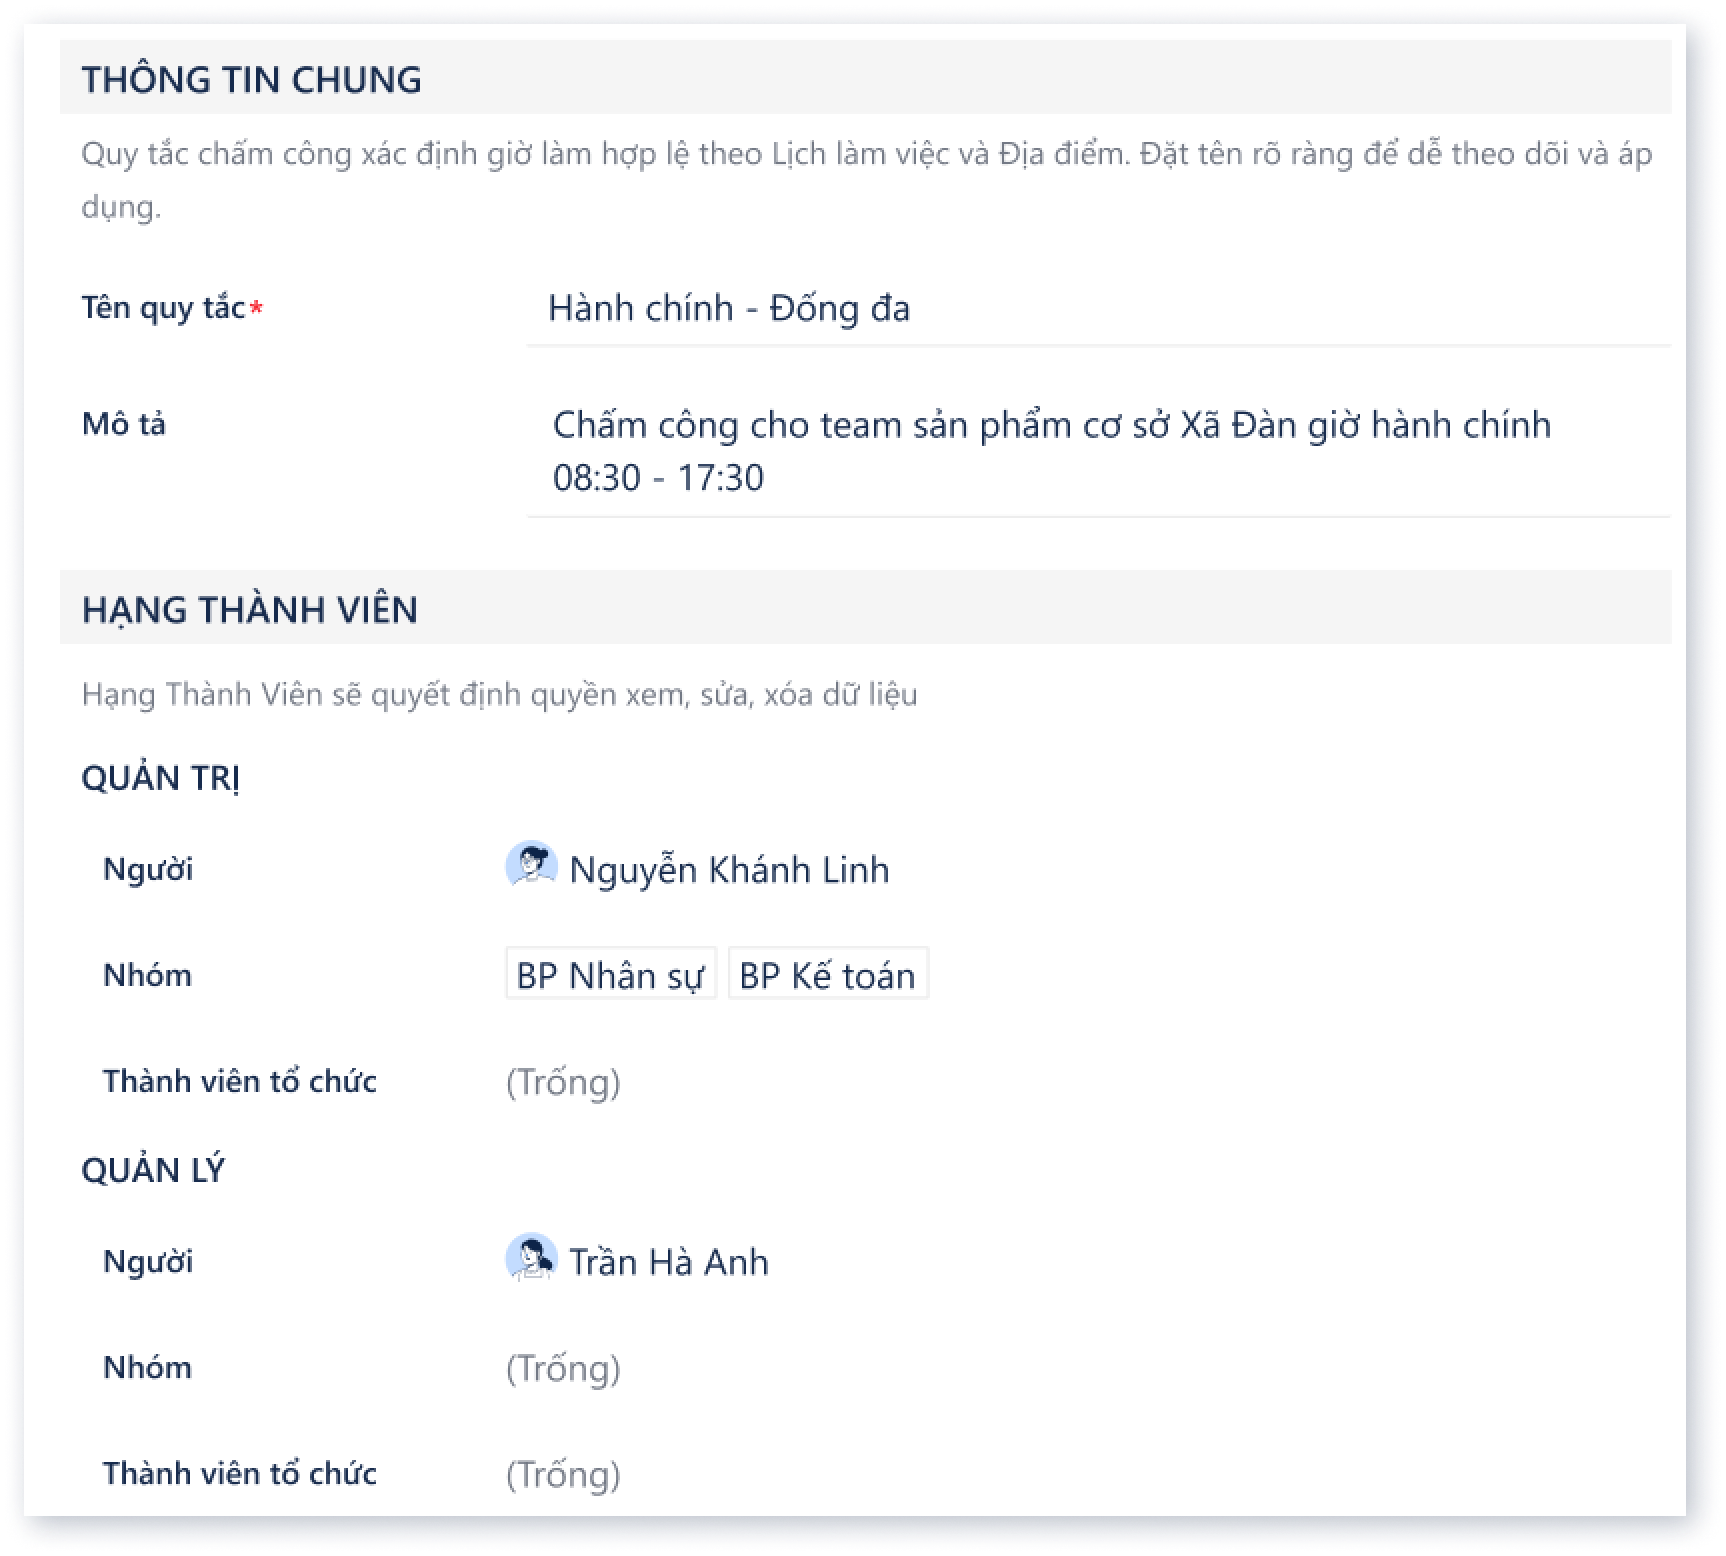 THÔNG TIN CHUNG
Quy tắc chấm công xác định giờ làm hợp lệ theo Lịch làm việc và Địa điểm. Đặt tên rõ ràng để dễ theo dõi và áp
dụng.
Tên quy tắc* Hành chính - Đống đa
Mô tả Chấm công cho team sản phẩm cơ sở Xã Đàn giờ hành chính
08:30 - 17:30
HẠNG THÀNH VIÊN
Hạng Thành Viên sẽ quyết định quyền xem, sửa, xóa dữ liệu
QUẢN TRỊ
Người Nguyễn Khánh Linh
Nhóm BP Nhân sự BP Kế toán
Thành viên tổ chức (Trống)
QUẢN LÝ
Người Trần Hà Anh
Nhóm (Trống)
Thành viên tổ chức (Trống)